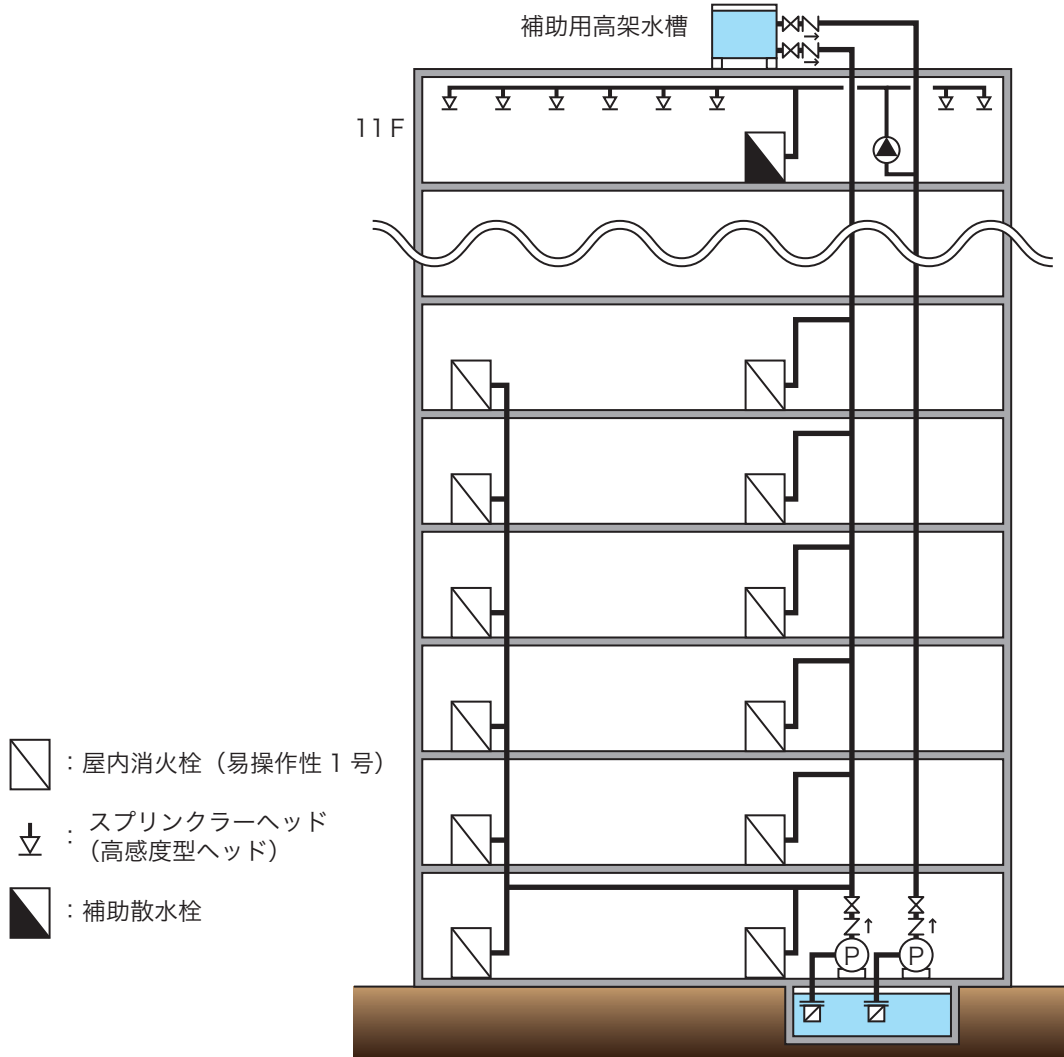 補助用高架水槽
11F
P
P
：屋内消火栓（易操作性 1 号）
：スプリンクラーヘッド
（高感度型ヘッド）
：補助散水栓